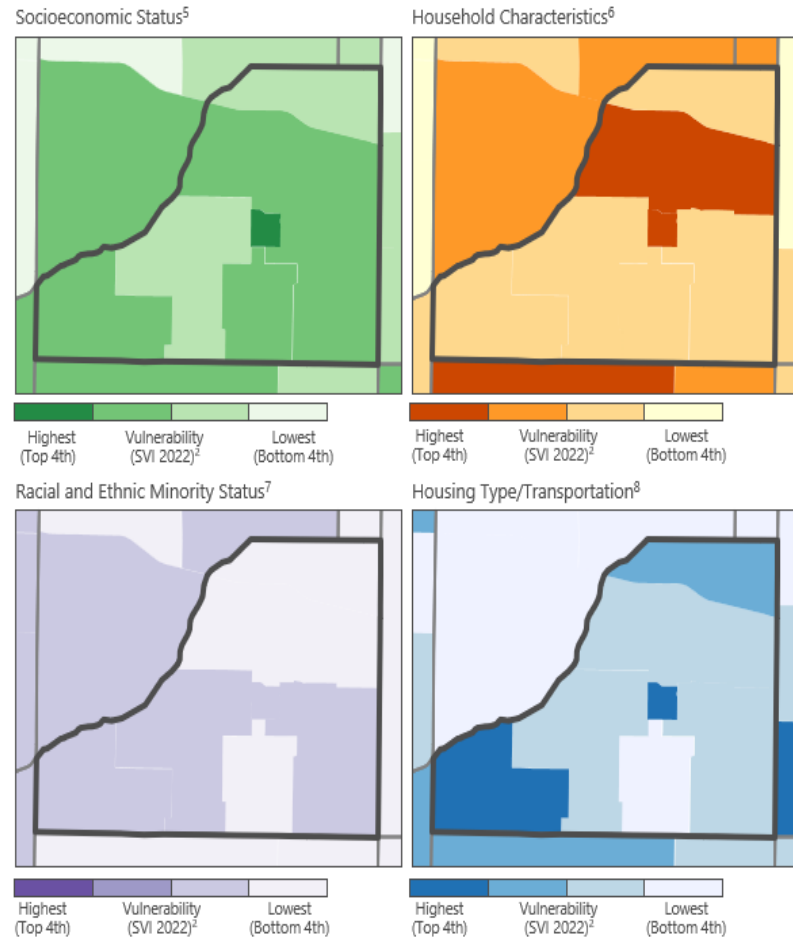 Socioeconomic Status⁵
Household Characteristics⁶
Highest
(Top 4th)
Vulnerability
(SVI 2022)²
Lowest
(Bottom 4th)
Highest
(Top 4th)
Vulnerability
(SVI 2022)²
Lowest
(Bottom 4th)
Racial and Ethnic Minority Status⁷
Housing Type/Transportation⁸
Highest
(Top 4th)
Vulnerability
(SVI 2022)²
Lowest
(Bottom 4th)
Highest
(Top 4th)
Vulnerability
(SVI 2022)²
Lowest
(Bottom 4th)